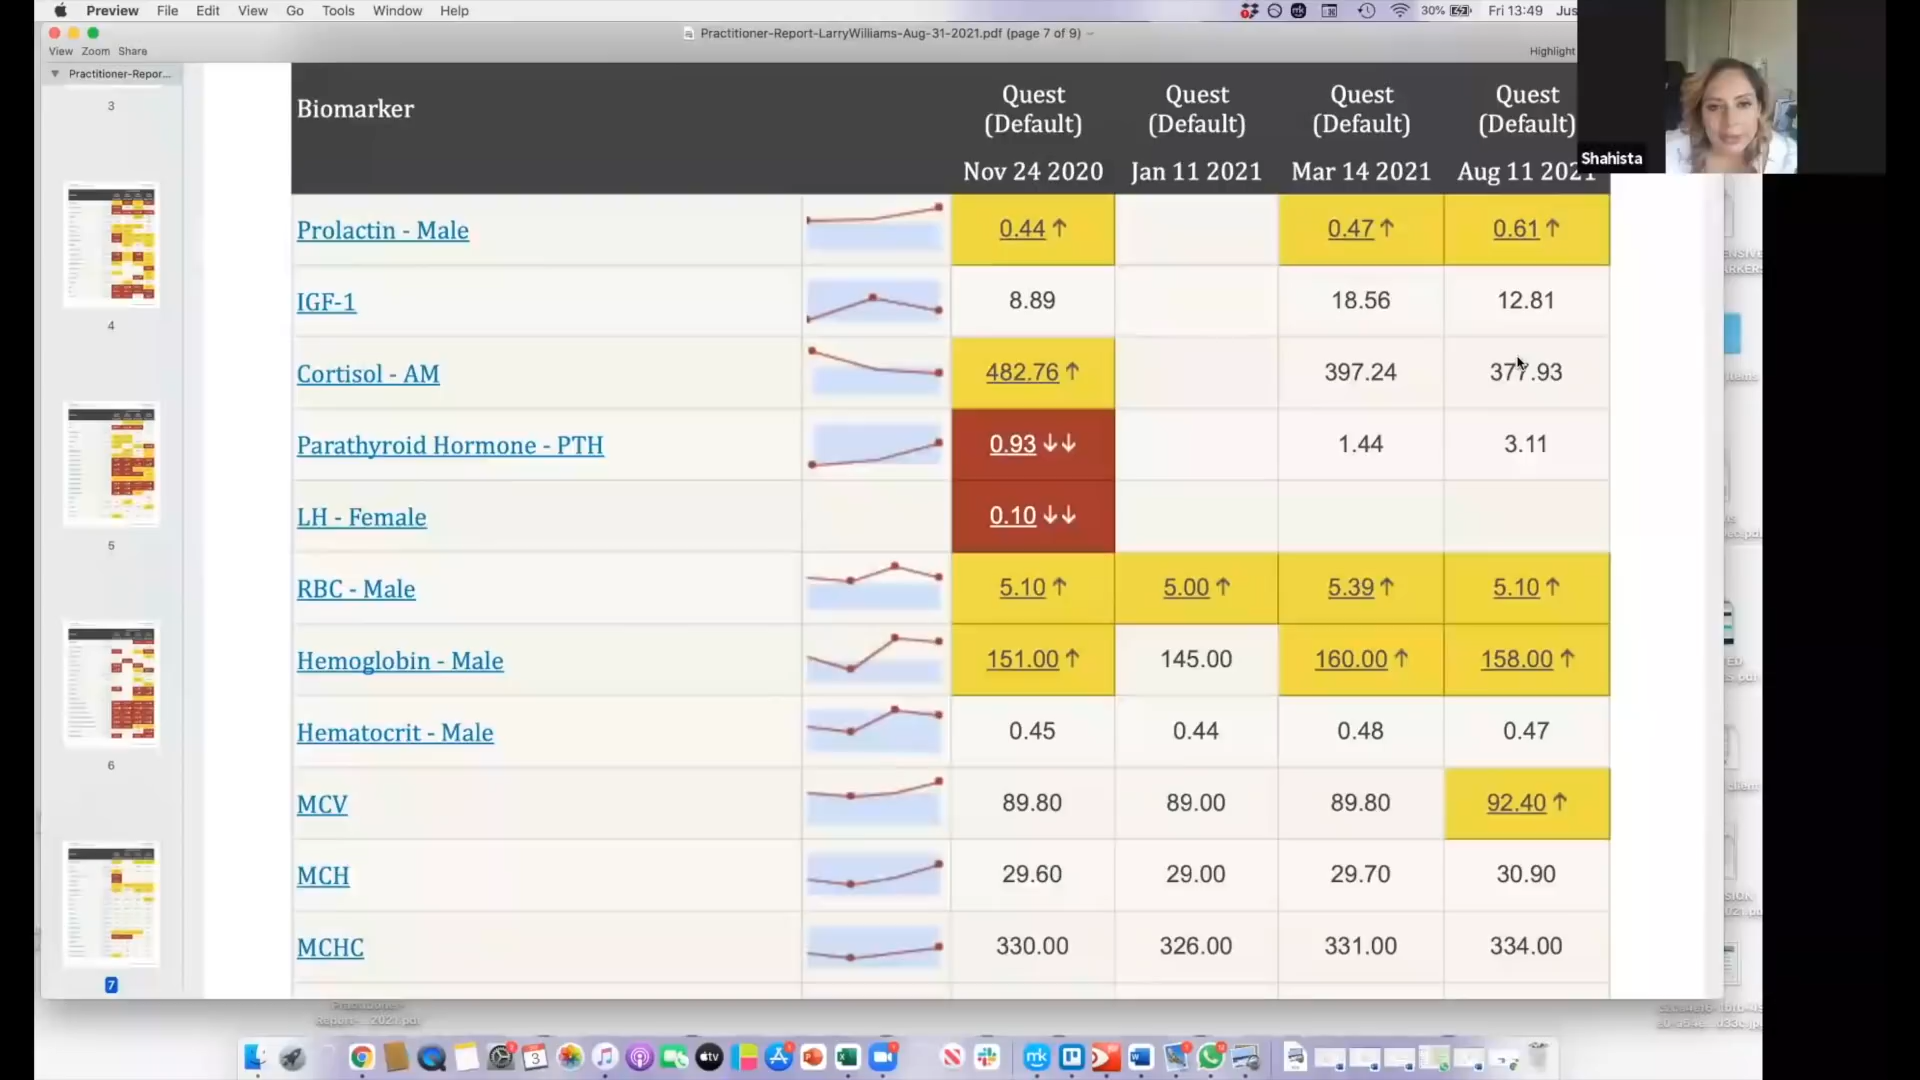 Preview File Edit View Go Tools Window Help 30% Fri 13:49 Jus
Practitioner-Report-LarryWilliams-Aug-31-2021.pdf (page 7 of 9)
View Zoom Share Highlight
Practitioner-Repor...
3
4
5
6
7
Shahista
Biomarker Quest (Default) Quest (Default) Quest (Default) Quest (Default)
Nov 24 2020 Jan 11 2021 Mar 14 2021 Aug 11 2021
Prolactin - Male 0.44 ↑ 0.47 ↑ 0.61 ↑
IGF-1 8.89 18.56 12.81
Cortisol - AM 482.76 ↑ 397.24 377.93
Parathyroid Hormone - PTH 0.93 ↓↓ 1.44 3.11
LH - Female 0.10 ↓↓
RBC - Male 5.10 ↑ 5.00 ↑ 5.39 ↑ 5.10 ↑
Hemoglobin - Male 151.00 ↑ 145.00 160.00 ↑ 158.00 ↑
Hematocrit - Male 0.45 0.44 0.48 0.47
MCV 89.80 89.00 89.80 92.40 ↑
MCH 29.60 29.00 29.70 30.90
MCHC 330.00 326.00 331.00 334.00